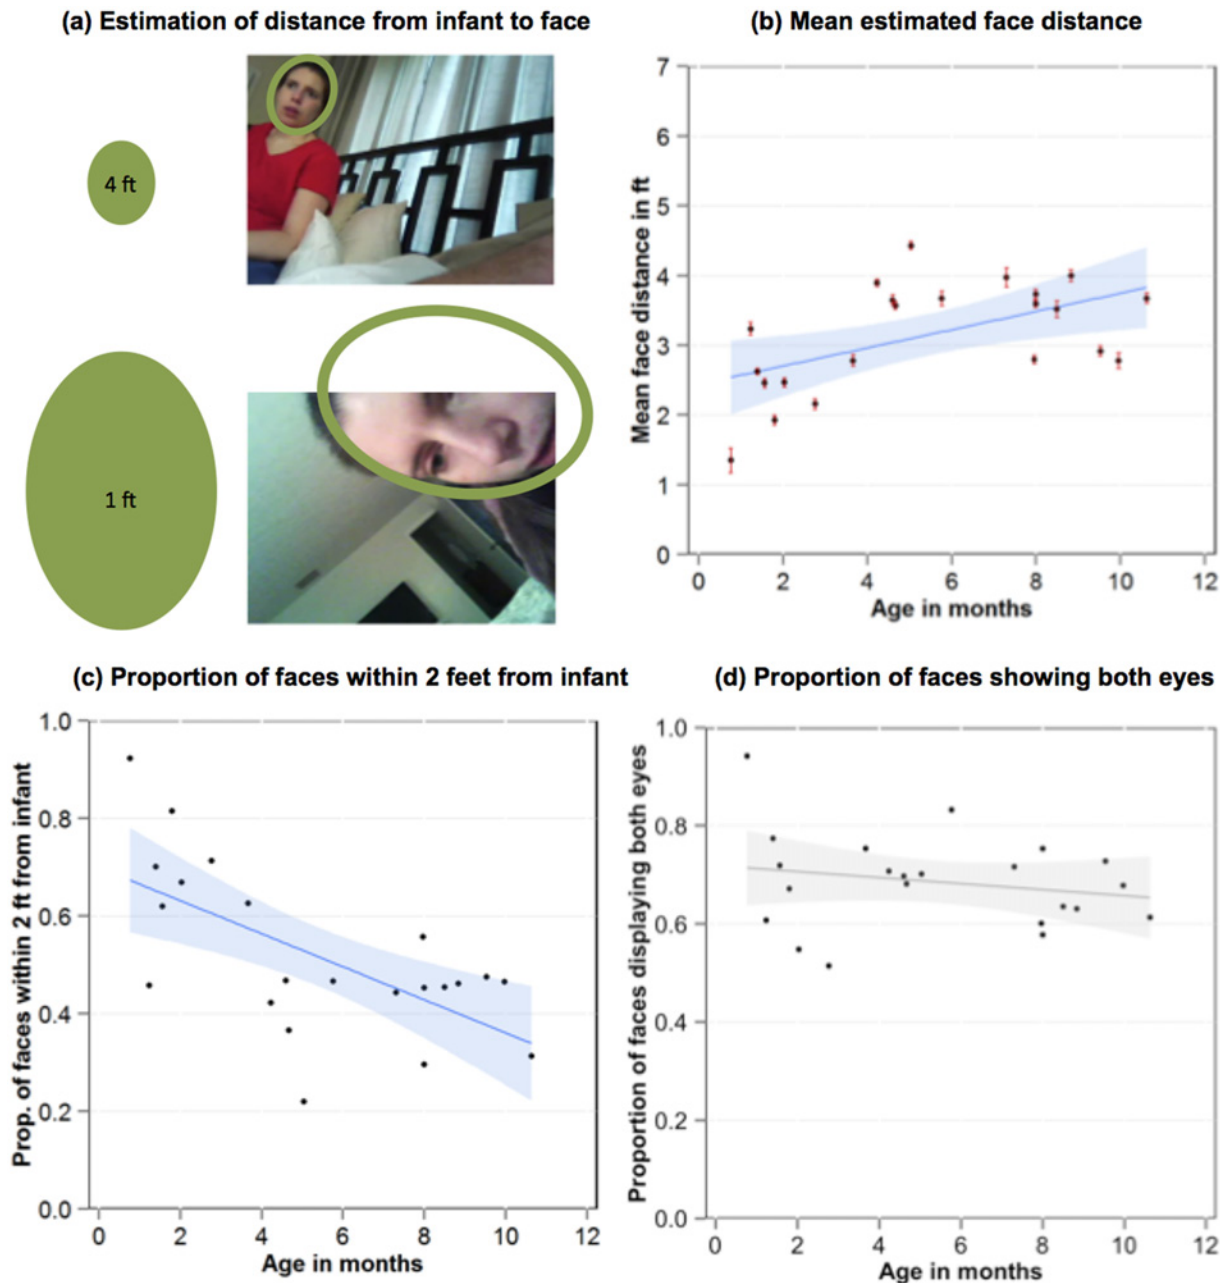 (a) Estimation of distance from infant to face
4 ft
1 ft
(b) Mean estimated face distance
Mean face distance in ft
7
6
5
4
3
2
1
0
0 2 4 6 8 10 12
Age in months
(c) Proportion of faces within 2 feet from infant
Prop. of faces within 2 ft from infant
1.0
0.8
0.6
0.4
0.2
0.0
0 2 4 6 8 10 12
Age in months
(d) Proportion of faces showing both eyes
Proportion of faces displaying both eyes
1.0
0.8
0.6
0.4
0.2
0.0
0 2 4 6 8 10 12
Age in months